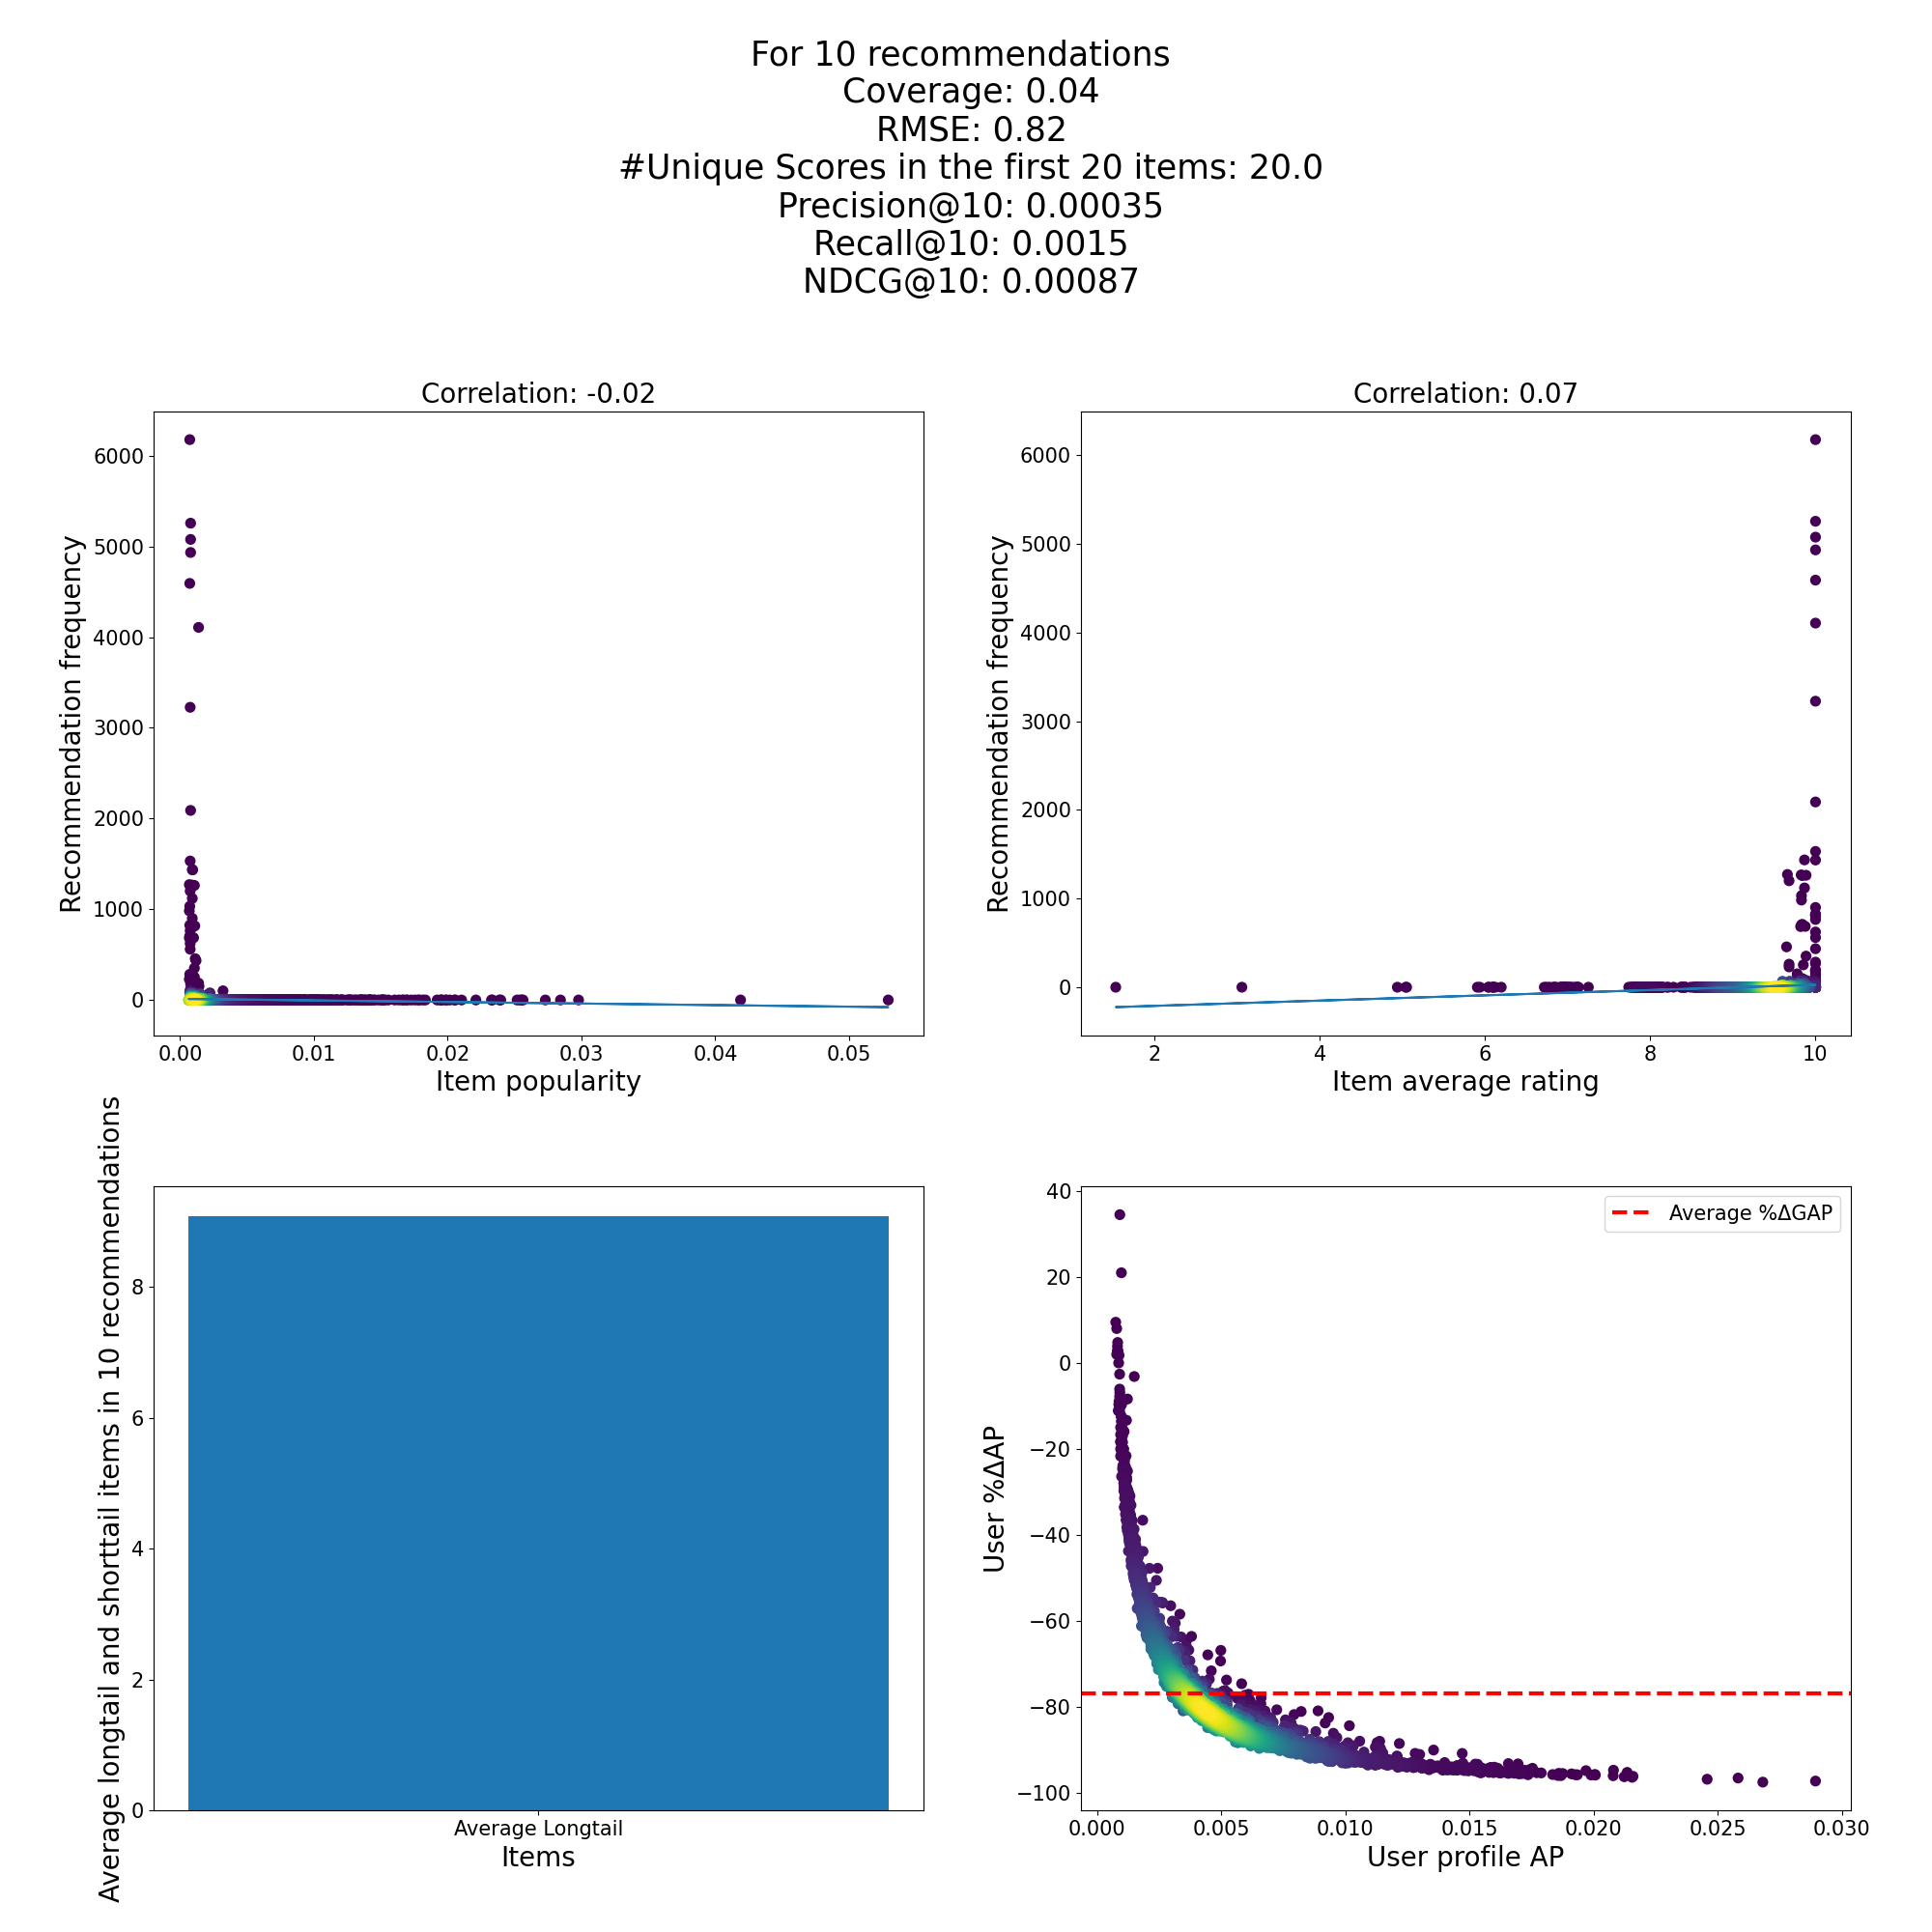 For 10 recommendations
Coverage: 0.04
RMSE: 0.82
#Unique Scores in the first 20 items: 20.0
Precision@10: 0.00035
Recall@10: 0.0015
NDCG@10: 0.00087
Correlation: -0.02
Recommendation frequency
6000
5000
4000
3000
2000
1000
0
0.00 0.01 0.02 0.03 0.04 0.05
Item popularity
Correlation: 0.07
Recommendation frequency
6000
5000
4000
3000
2000
1000
0
2 4 6 8 10
Item average rating
Average longtail and shorttail items in 10 recommendations
8
6
4
2
0
Average Longtail
Items
Average %ΔGAP
User %ΔAP
40
20
0
−20
−40
−60
−80
−100
0.000 0.005 0.010 0.015 0.020 0.025 0.030
User profile AP